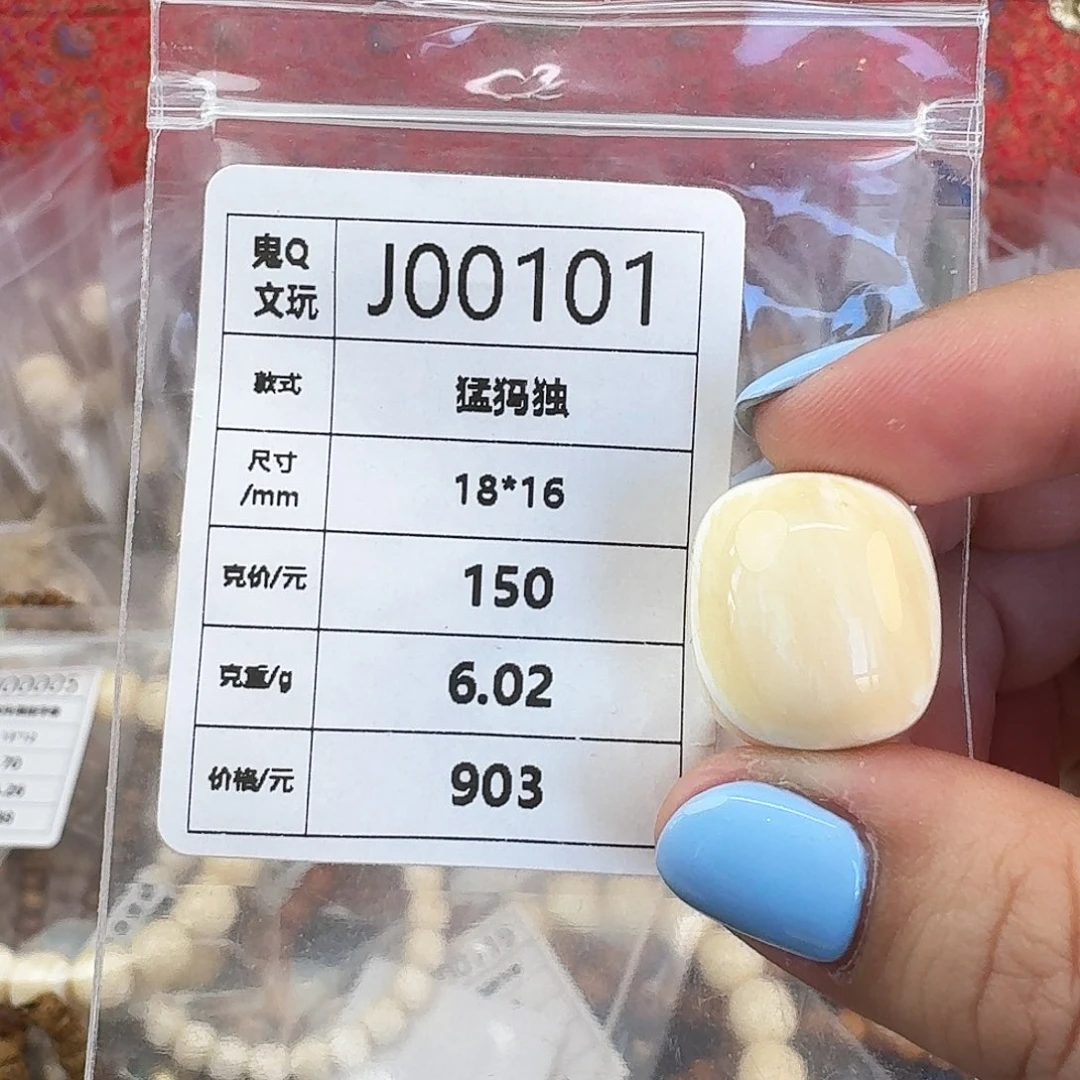 鬼Q
文玩
J00101
款式
猛犸独
尺寸
/mm
18*16
克价/元
150
克重/g
6.02
价格/元
903